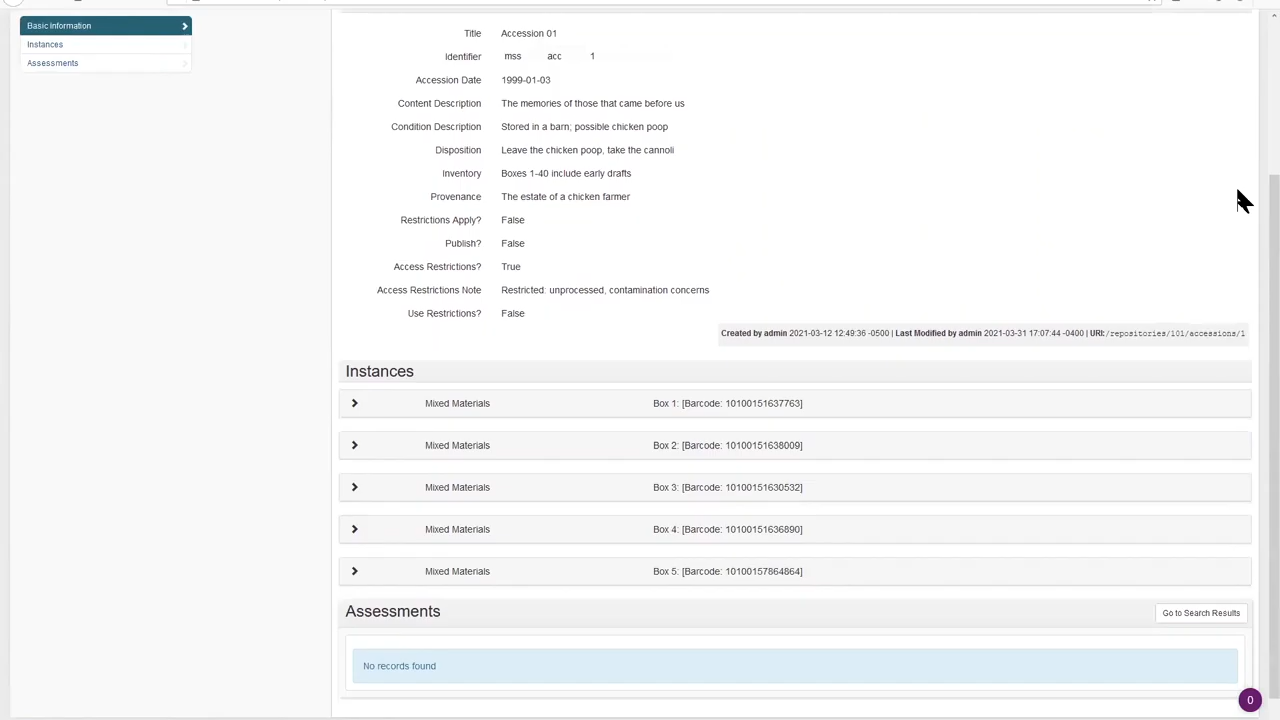 Basic Information
Instances
Assessments
Title Accession 01
Identifier mss acc 1
Accession Date 1999-01-03
Content Description The memories of those that came before us
Condition Description Stored in a barn; possible chicken poop
Disposition Leave the chicken poop, take the cannoli
Inventory Boxes 1-40 include early drafts
Provenance The estate of a chicken farmer
Restrictions Apply? False
Publish? False
Access Restrictions? True
Access Restrictions Note Restricted: unprocessed, contamination concerns
Use Restrictions? False
Created by admin 2021-03-12 12:49:36 -0500 | Last Modified by admin 2021-03-31 17:07:44 -0400 | URI: /repositories/101/accessions/1
Instances
Mixed Materials Box 1: [Barcode: 10100151637763]
Mixed Materials Box 2: [Barcode: 10100151638009]
Mixed Materials Box 3: [Barcode: 10100151630532]
Mixed Materials Box 4: [Barcode: 10100151636890]
Mixed Materials Box 5: [Barcode: 10100157864864]
Assessments Go to Search Results
No records found
0